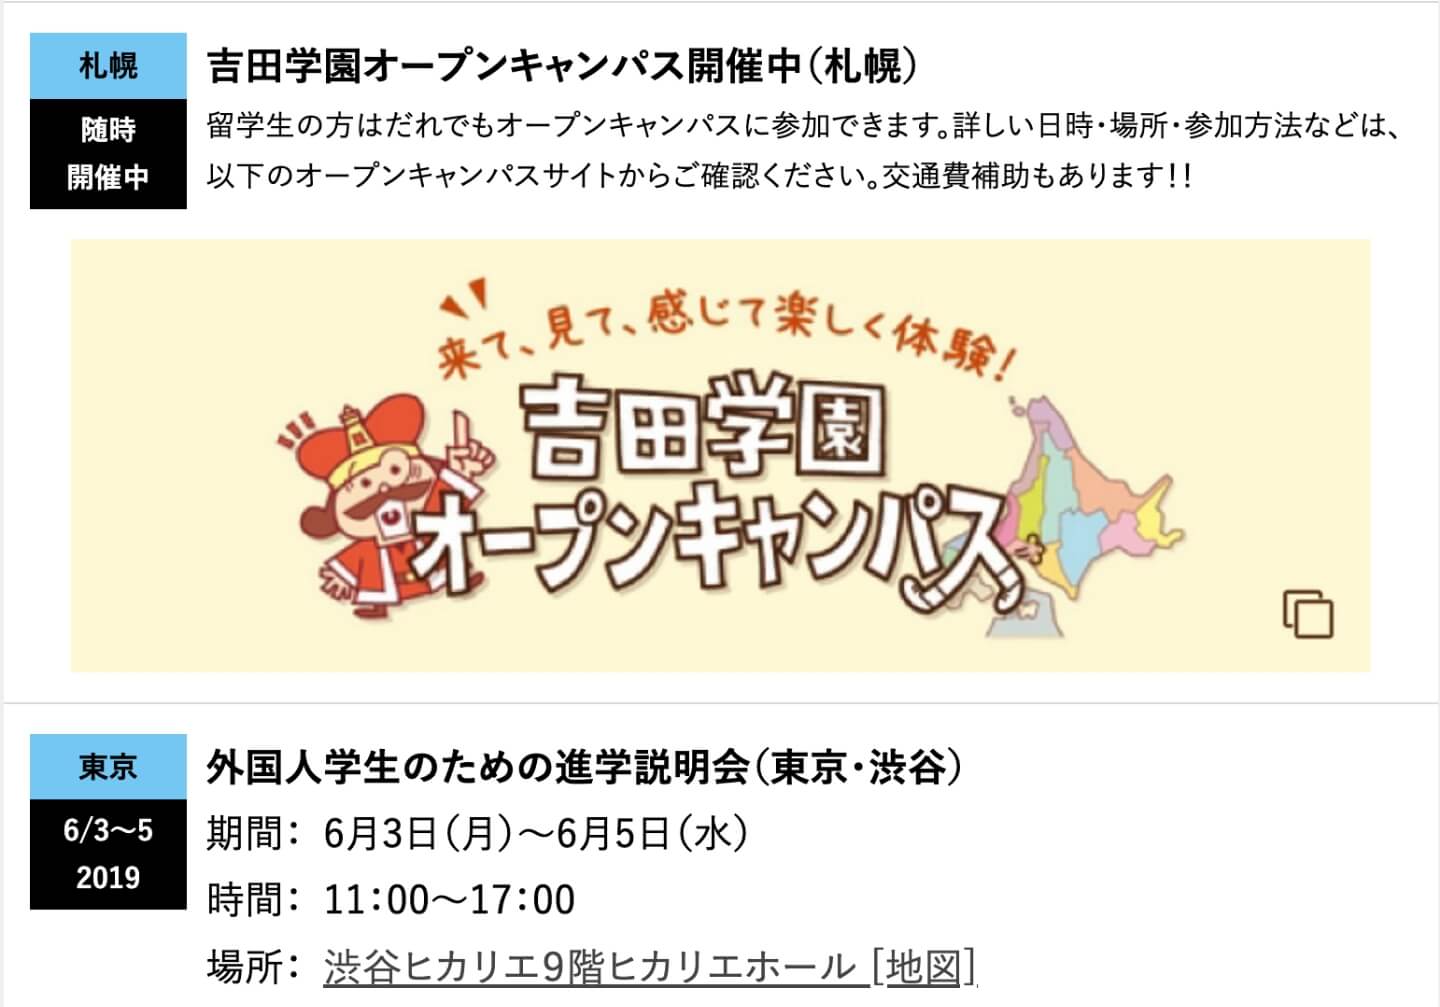 札幌
随時
開催中
吉田学園オープンキャンパス開催中(札幌)
留学生の方はだれでもオープンキャンパスに参加できます。詳しい日時・場所・参加方法などは、
以下のオープンキャンパスサイトからご確認ください。交通費補助もあります!!
来て、見て、感じて楽しく体験!
吉田学園
オープンキャンパス
東京
6/3〜5
2019
外国人学生のための進学説明会(東京・渋谷)
期間: 6月3日(月)〜6月5日(水)
時間: 11:00〜17:00
場所: 渋谷ヒカリエ9階ヒカリエホール [地図]